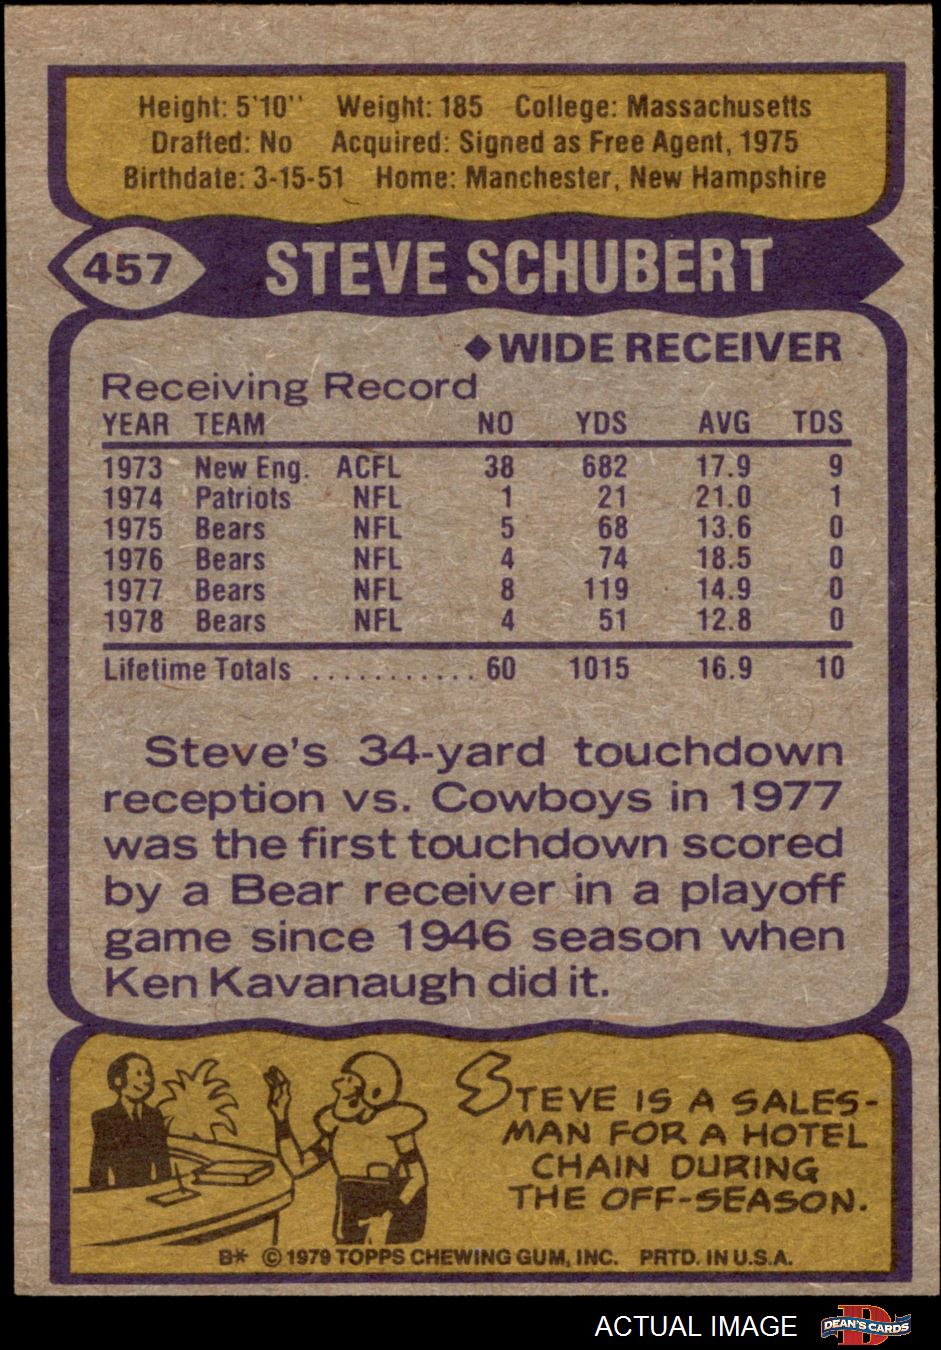 Height: 5'10'' Weight: 185 College: Massachusetts
Drafted: No Acquired: Signed as Free Agent, 1975
Birthdate: 3-15-51 Home: Manchester, New Hampshire
457 STEVE SCHUBERT
◆WIDE RECEIVER
Receiving Record
YEAR TEAM NO YDS AVG TDS
1973 New Eng. ACFL 38 682 17.9 9
1974 Patriots NFL 1 21 21.0 1
1975 Bears NFL 5 68 13.6 0
1976 Bears NFL 4 74 18.5 0
1977 Bears NFL 8 119 14.9 0
1978 Bears NFL 4 51 12.8 0
Lifetime Totals ........... 60 1015 16.9 10
Steve's 34-yard touchdown
reception vs. Cowboys in 1977
was the first touchdown scored
by a Bear receiver in a playoff
game since 1946 season when
Ken Kavanaugh did it.
STEVE IS A SALES-
MAN FOR A HOTEL
CHAIN DURING
THE OFF-SEASON.
B* © 1979 TOPPS CHEWING GUM, INC. PRTD. IN U.S.A.
ACTUAL IMAGE DEAN'S CARDS